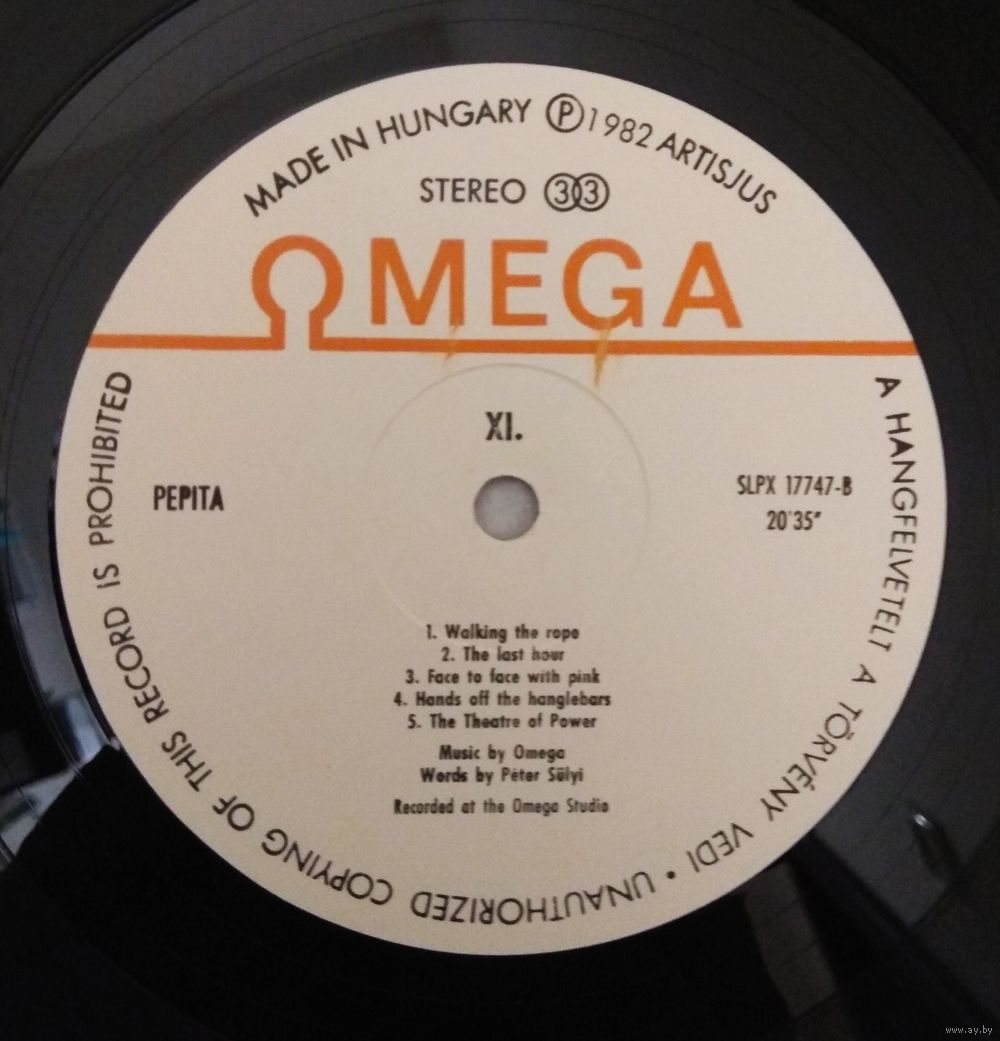 MADE IN HUNGARY Ⓟ 1982 ARTISJUS
STEREO 33
ΩMEGA
XI.
PEPITA
SLPX 17747-B
20'35"
1. Walking the rope
2. The last hour
3. Face to face with pink
4. Hands off the hanglebars
5. The Theatre of Power
Music by Omega
Words by Péter Sülyi
Recorded at the Omega Studio
A HANGFELVÉTELT A TÖRVÉNY VÉDI • UNAUTHORIZED COPYING OF THIS RECORD IS PROHIBITED
www.ay.by